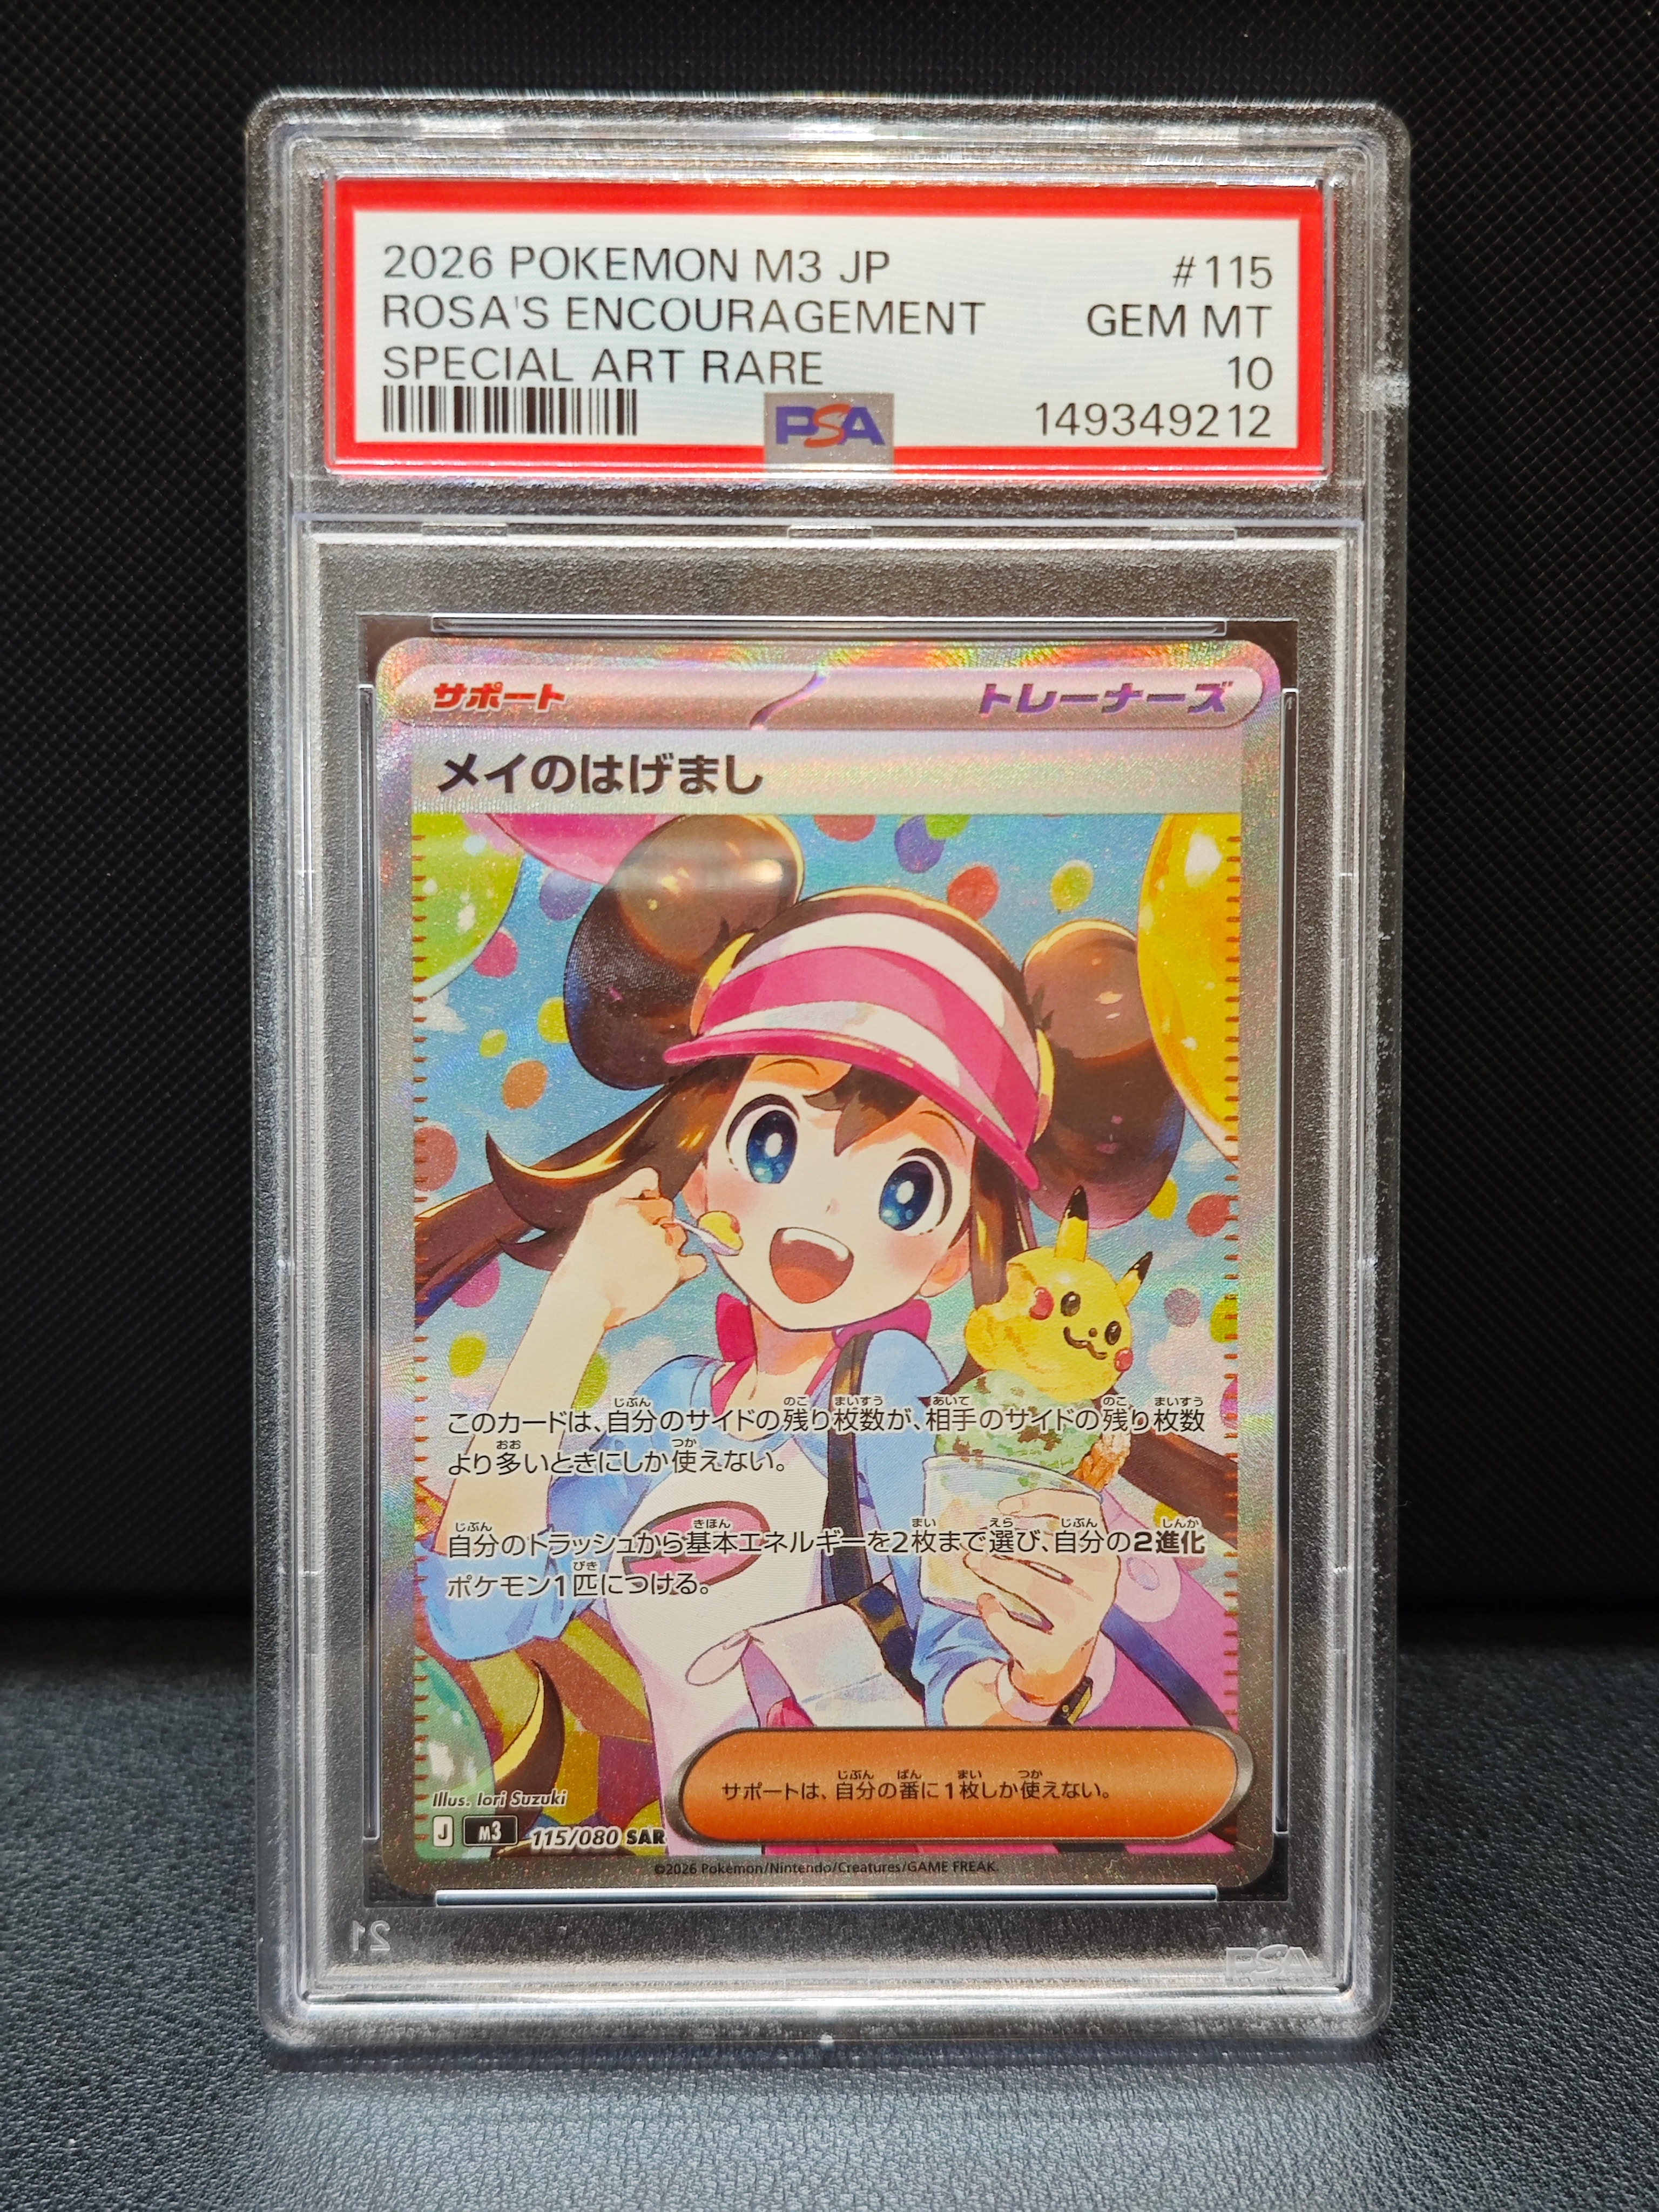 2026 POKEMON M3 JP #115
ROSA'S ENCOURAGEMENT GEM MT
SPECIAL ART RARE 10
PSA 149349212
サポート トレーナーズ
メイのはげまし
このカードは、自分のサイドの残り枚数が、相手のサイドの残り枚数
より多いときにしか使えない。
自分のトラッシュから基本エネルギーを2枚まで選び、自分の2進化
ポケモン1匹につける。
サポートは、自分の番に1枚しか使えない。
Illus. Iori Suzuki
J m3 115/080 SAR
©2026 Pokémon/Nintendo/Creatures/GAME FREAK.
21 PSA